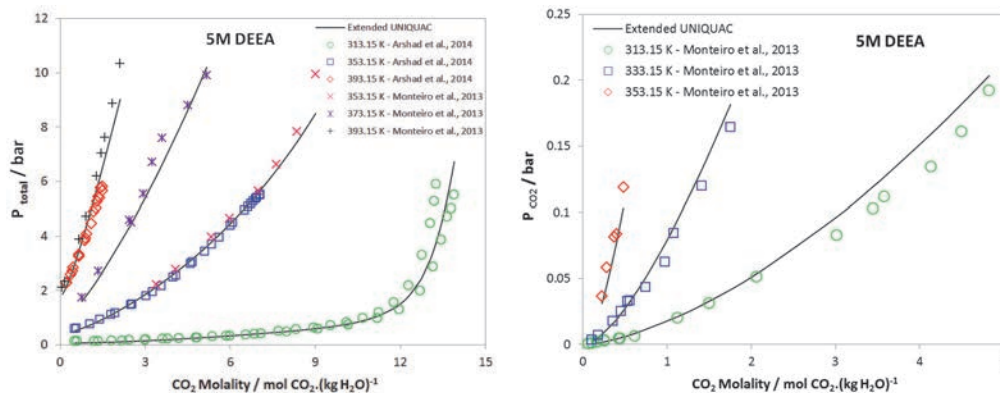 12
10
8
6
4
2
0
P total / bar
5M DEEA
Extended UNIQUAC
313.15 K - Arshad et al., 2014
353.15 K - Arshad et al., 2014
393.15 K - Arshad et al., 2014
353.15 K - Monteiro et al., 2013
373.15 K - Monteiro et al., 2013
393.15 K - Monteiro et al., 2013
0 3 6 9 12 15
CO2 Molality / mol CO2.(kg H2O)-1
0.25
0.2
0.15
0.1
0.05
0
P CO2 / bar
Extended UNIQUAC
5M DEEA
313.15 K - Monteiro et al., 2013
333.15 K - Monteiro et al., 2013
353.15 K - Monteiro et al., 2013
0 1 2 3 4
CO2 Molality / mol CO2.(kg H2O)-1